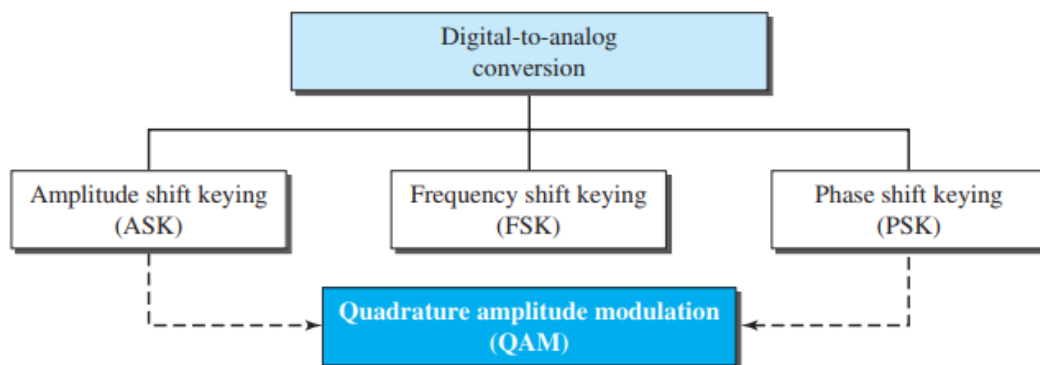 Digital-to-analog
conversion
Amplitude shift keying
(ASK)
Frequency shift keying
(FSK)
Phase shift keying
(PSK)
Quadrature amplitude modulation
(QAM)